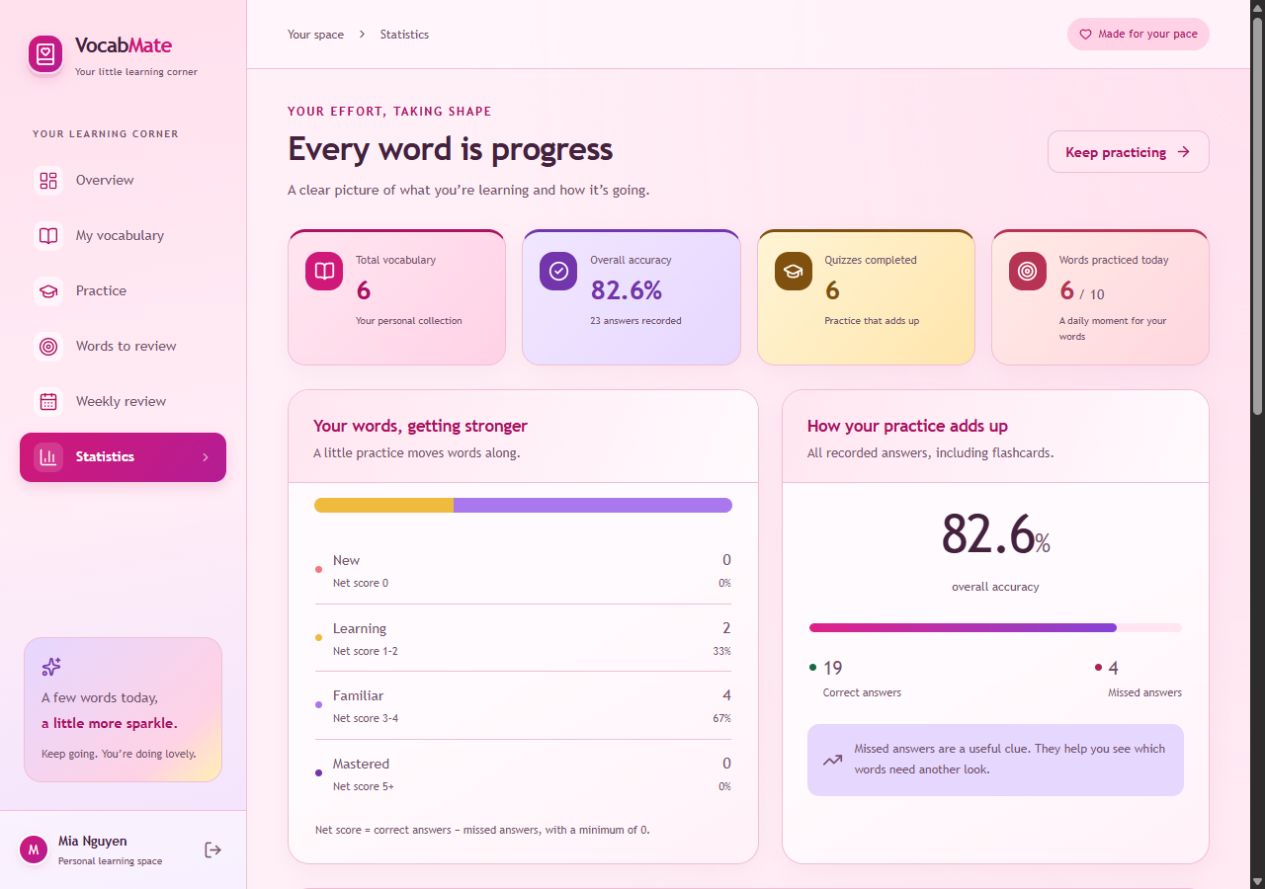 VocabMate
Your little learning corner
YOUR LEARNING CORNER
Overview
My vocabulary
Practice
Words to review
Weekly review
Statistics
A few words today,
a little more sparkle.
Keep going. You’re doing lovely.
M
Mia Nguyen
Personal learning space
Your space
Statistics
Made for your pace
YOUR EFFORT, TAKING SHAPE
Every word is progress
A clear picture of what you’re learning and how it’s going.
Keep practicing
Total vocabulary
6
Your personal collection
Overall accuracy
82.6%
23 answers recorded
Quizzes completed
6
Practice that adds up
Words practiced today
6 / 10
A daily moment for your
words
Your words, getting stronger
A little practice moves words along.
New 0
Net score 0 0%
Learning 2
Net score 1-2 33%
Familiar 4
Net score 3-4 67%
Mastered 0
Net score 5+ 0%
Net score = correct answers − missed answers, with a minimum of 0.
How your practice adds up
All recorded answers, including flashcards.
82.6%
overall accuracy
19 4
Correct answers Missed answers
Missed answers are a useful clue. They help you see which
words need another look.